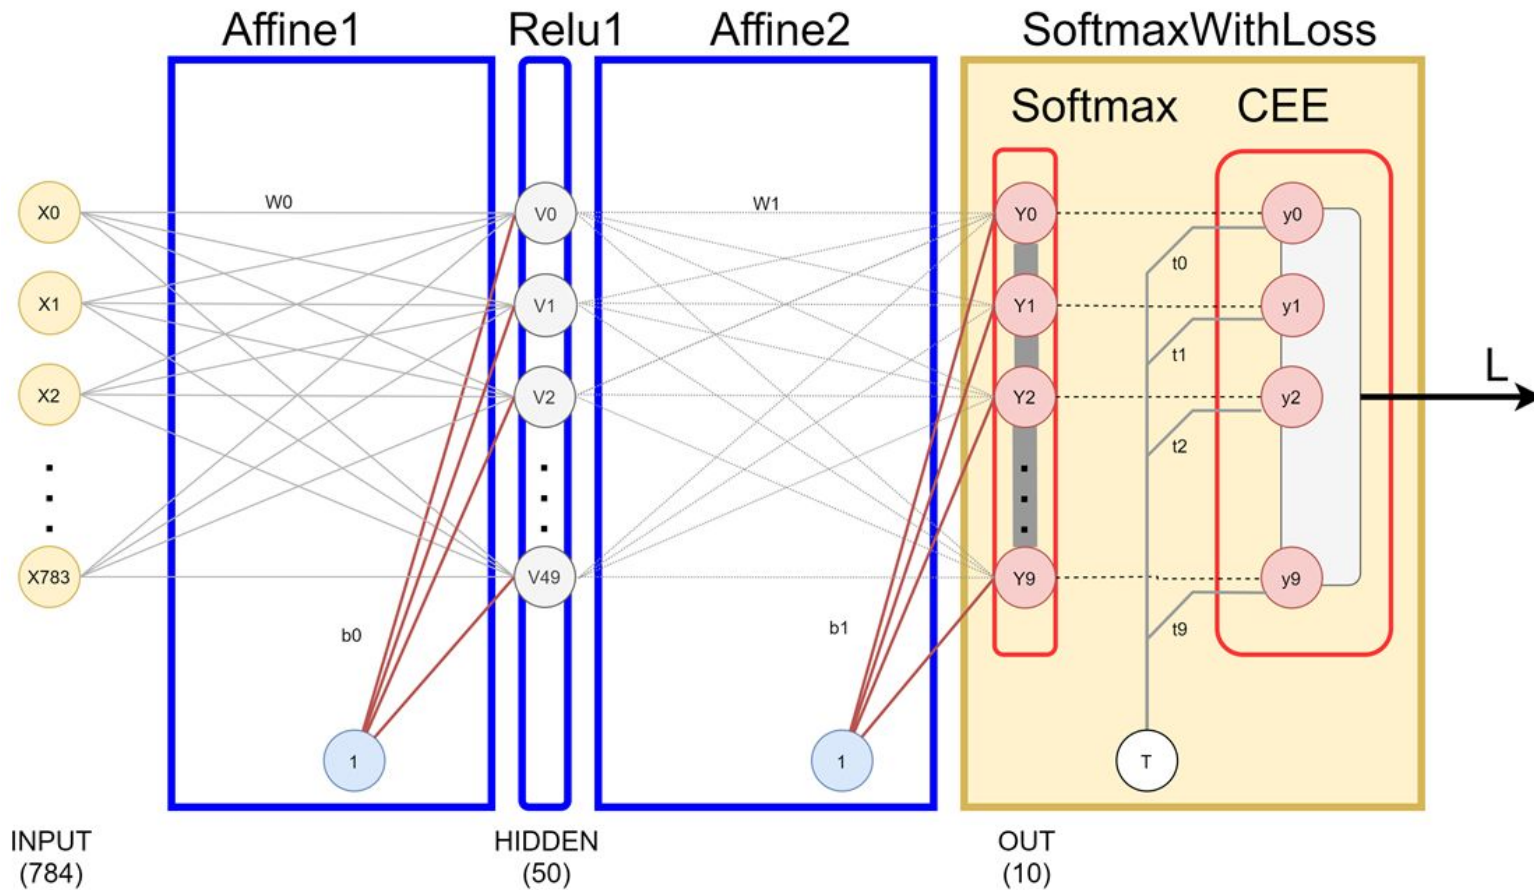 Affine1 Relu1 Affine2 SoftmaxWithLoss
Softmax CEE
W0 W1
X0 V0 Y0 y0
t0
X1 V1 Y1 y1
t1
L
X2 V2 Y2 y2
t2
X783 V49 Y9 y9
b0 b1 t9
1 1 T
INPUT HIDDEN OUT
(784) (50) (10)